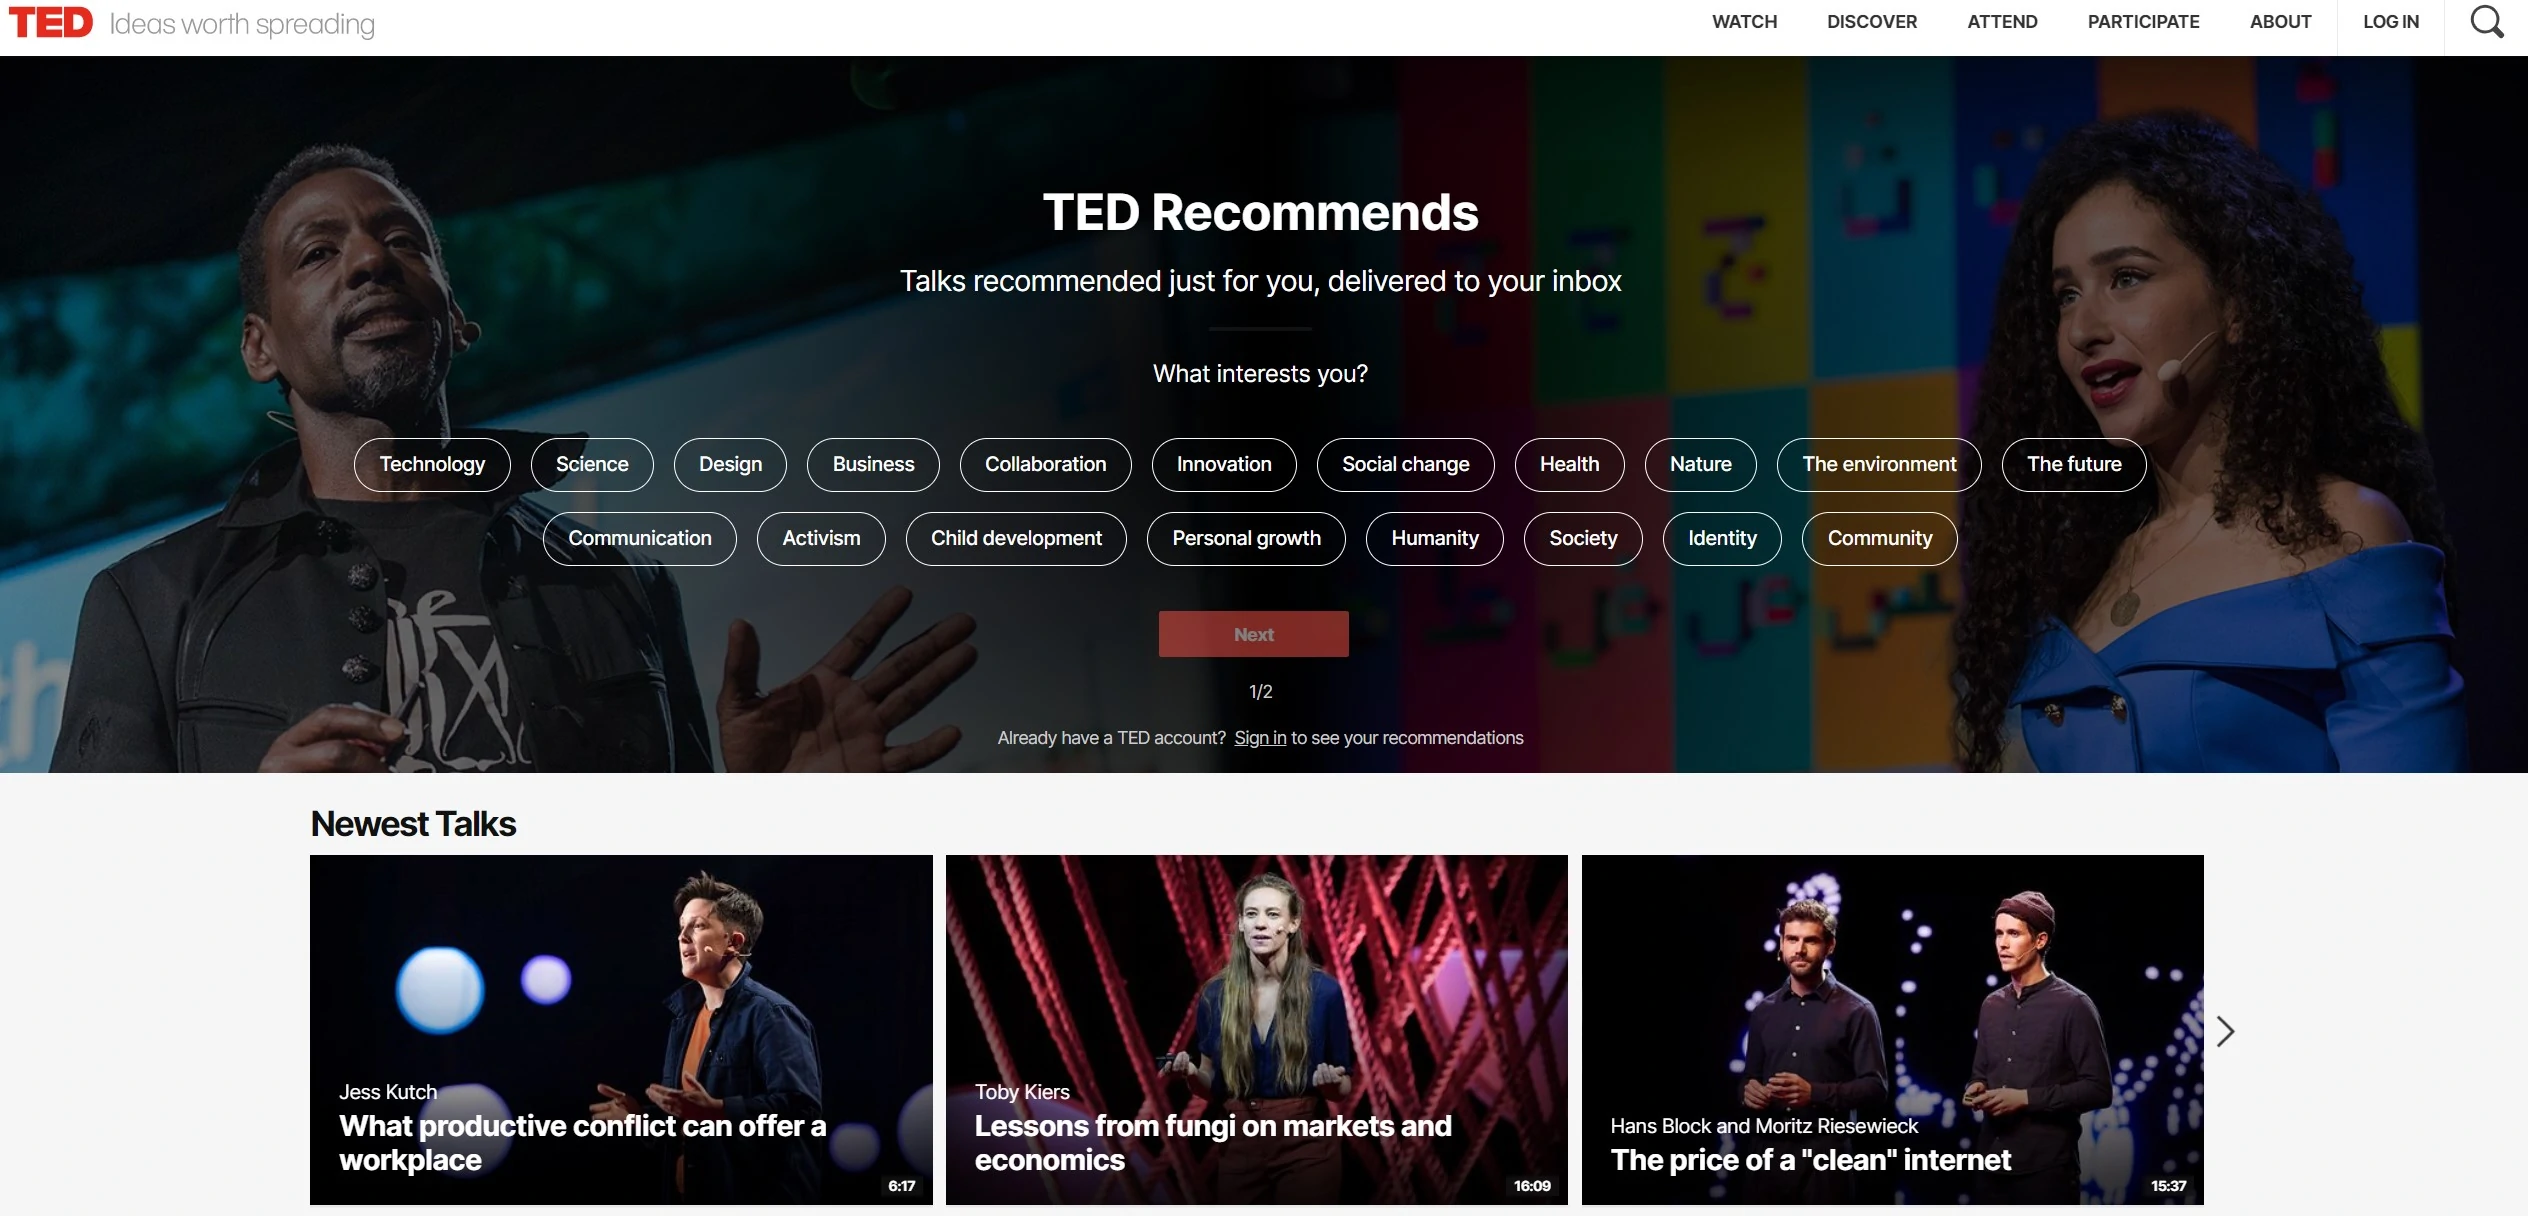 TED Ideas worth spreading
WATCH DISCOVER ATTEND PARTICIPATE ABOUT LOG IN
TED Recommends
Talks recommended just for you, delivered to your inbox
What interests you?
Technology Science Design Business Collaboration Innovation Social change Health Nature The environment The future
Communication Activism Child development Personal growth Humanity Society Identity Community
Next
1/2
Already have a TED account? Sign in to see your recommendations
Newest Talks
Jess Kutch
What productive conflict can offer a
workplace
6:17
Toby Kiers
Lessons from fungi on markets and
economics
16:09
Hans Block and Moritz Riesewieck
The price of a "clean" internet
15:37